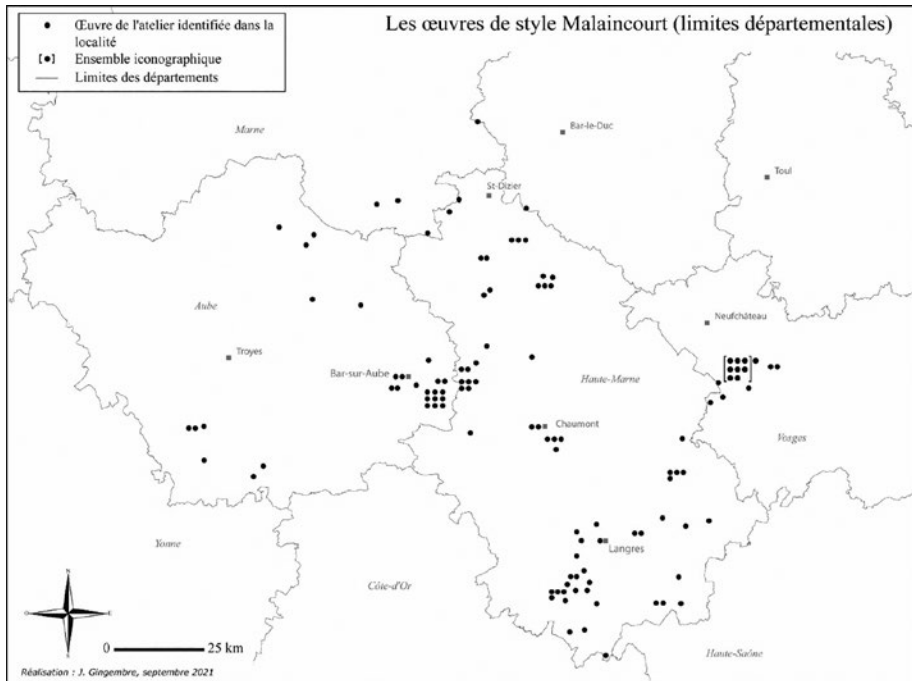 Les œuvres de style Malaincourt (limites départementales)
Œuvre de l'atelier identifiée dans la
localité
Ensemble iconographique
Limites des départements
Marne
Bar-le-Duc
St-Dizier
Toul
Aube
Neufchâteau
Troyes
Bar-sur-Aube
Haute-Marne
Chaumont
Vosges
Yonne
Langres
Côte-d'Or
Haute-Saône
N
O
E
S
0 25 km
Réalisation : J. Gingembre, septembre 2021